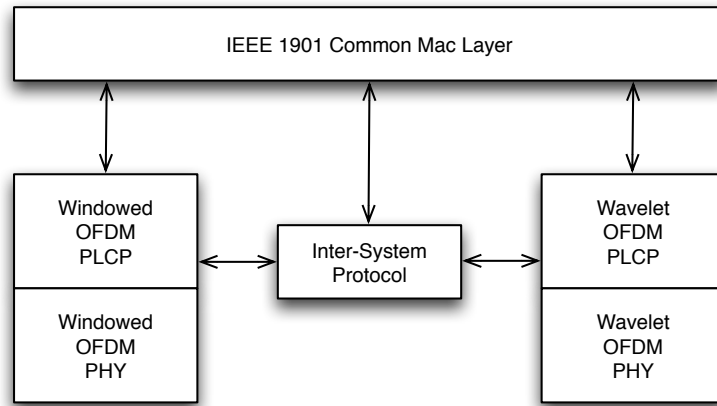 IEEE 1901 Common Mac Layer
Windowed
OFDM
PLCP
Windowed
OFDM
PHY
Inter-System
Protocol
Wavelet
OFDM
PLCP
Wavelet
OFDM
PHY